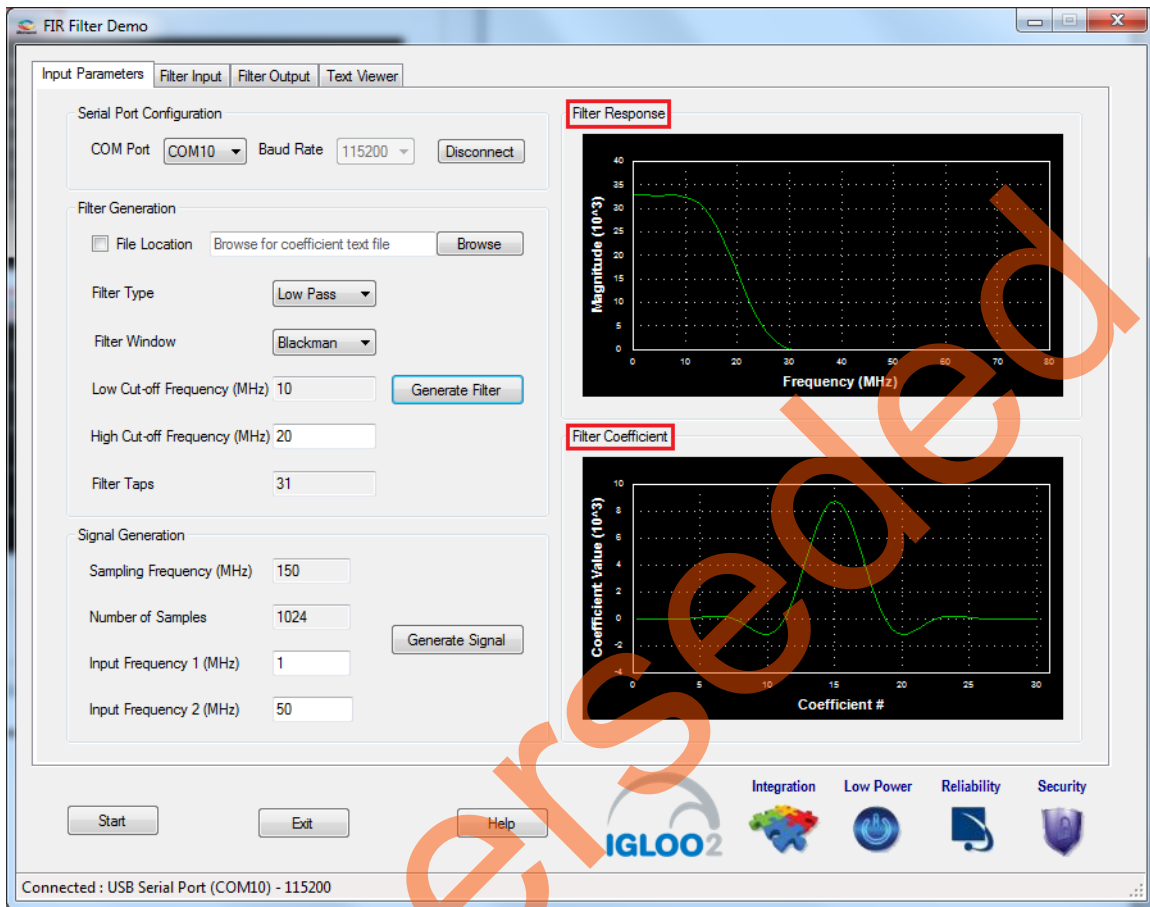 FIR Filter Demo
Input Parameters Filter Input Filter Output Text Viewer
Serial Port Configuration
COM Port COM10 Baud Rate 115200 Disconnect
Filter Generation
File Location Browse for coefficient text file Browse
Filter Type Low Pass
Filter Window Blackman
Low Cut-off Frequency (MHz) 10 Generate Filter
High Cut-off Frequency (MHz) 20
Filter Taps 31
Signal Generation
Sampling Frequency (MHz) 150
Number of Samples 1024
Generate Signal
Input Frequency 1 (MHz) 1
Input Frequency 2 (MHz) 50
Filter Response
Magnitude (10^3)
40
35
30
25
20
15
10
5
0
0 10 20 30 40 50 60 70 80
Frequency (MHz)
Filter Coefficient
Coefficient Value (10^3)
10
8
6
4
2
0
-2
-4
0 5 10 15 20 25 30
Coefficient #
Start Exit Help
IGLOO2
Integration Low Power Reliability Security
Connected : USB Serial Port (COM10) - 115200
erseded